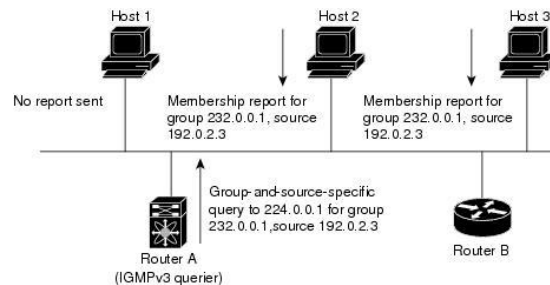 Host 1
Host 2
Host 3
No report sent
Membership report for
group 232.0.0.1, source
192.0.2.3
Membership report for
group 232.0.0.1, source
192.0.2.3
Group-and-source-specific
query to 224.0.0.1 for group
232.0.0.1,source 192.0.2.3
Router A
(IGMPv3 querier)
Router B